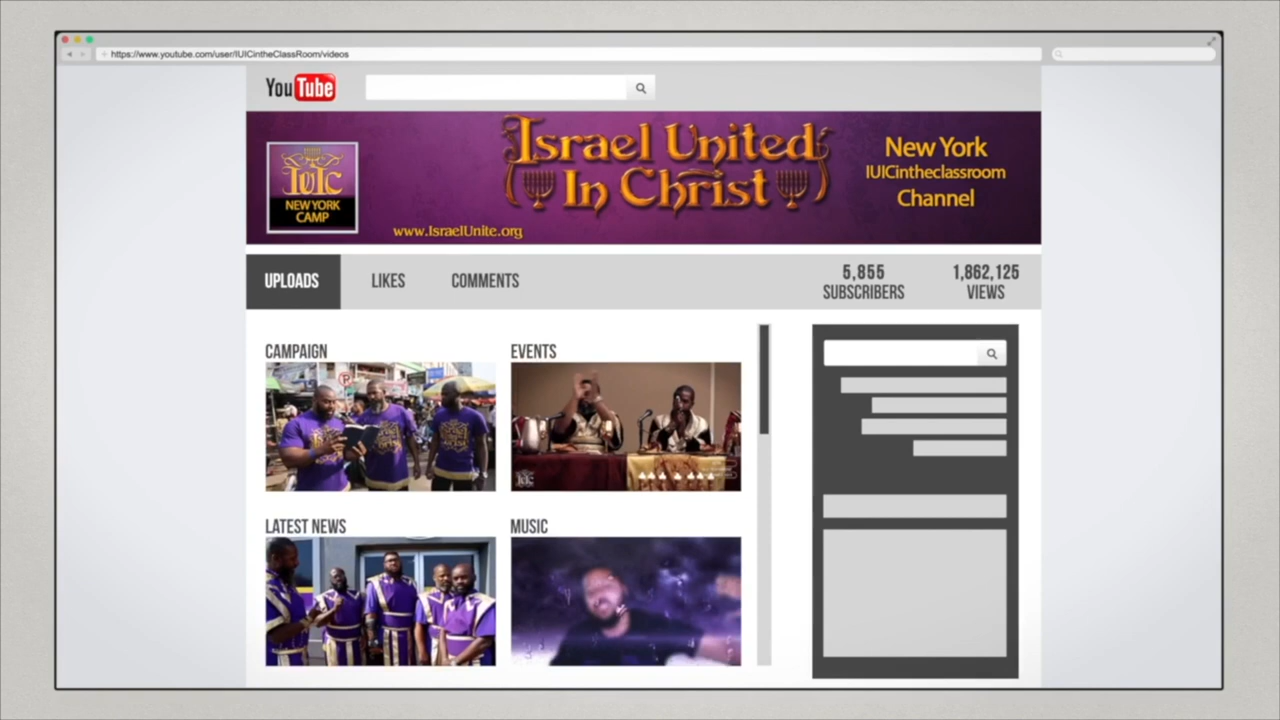 https://www.youtube.com/user/IUICintheClassRoom/videos
YouTube
Israel United
In Christ
New York
IUICintheclassroom
Channel
IUIC
NEW YORK
CAMP
www.IsraelUnite.org
UPLOADS
LIKES
COMMENTS
5,855
SUBSCRIBERS
1,862,125
VIEWS
CAMPAIGN
EVENTS
IUIC
LATEST NEWS
MUSIC